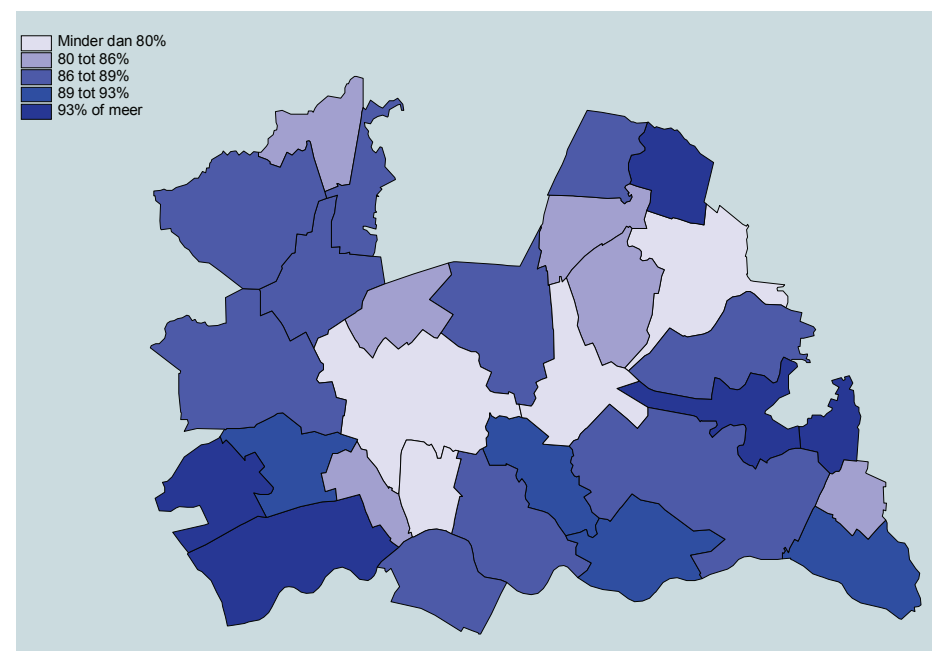 Minder dan 80%
80 tot 86%
86 tot 89%
89 tot 93%
93% of meer